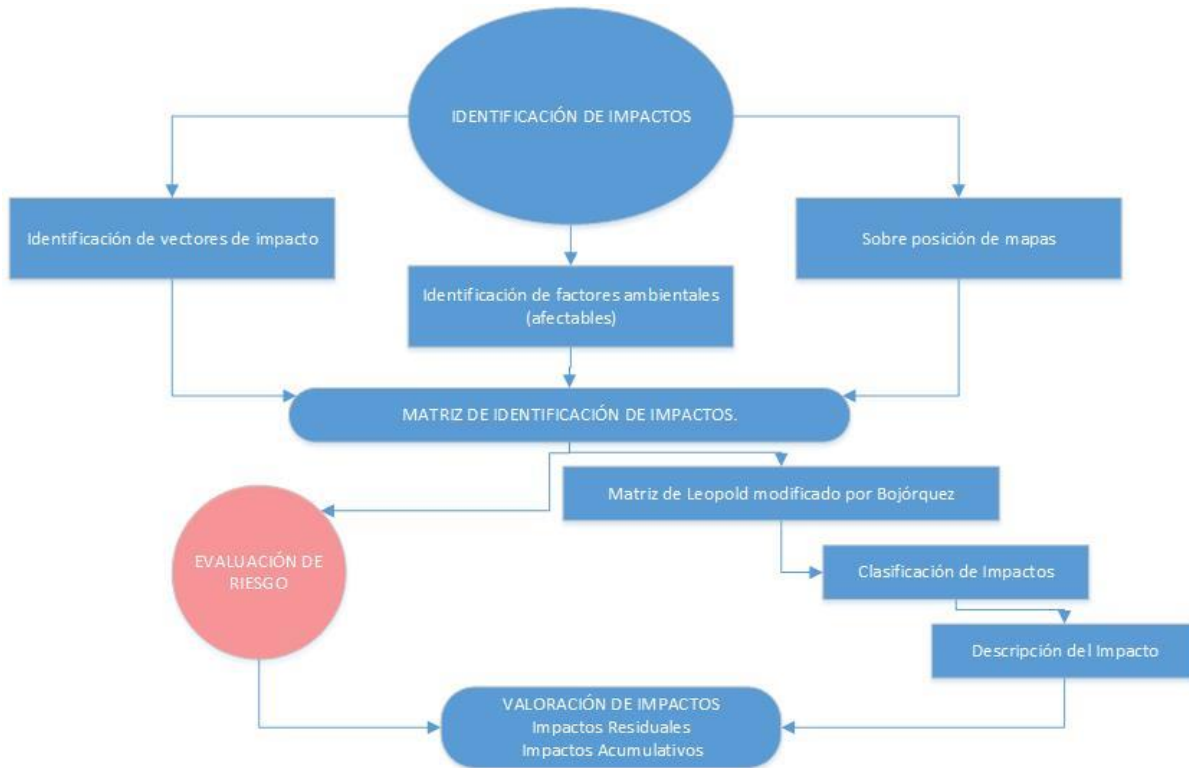 IDENTIFICACIÓN DE IMPACTOS
Identificación de vectores de impacto
Sobre posición de mapas
Identificación de factores ambientales
(afectables)
MATRIZ DE IDENTIFICACIÓN DE IMPACTOS.
Matriz de Leopold modificado por Bojórquez
EVALUACIÓN DE
RIESGO
Clasificación de Impactos
Descripción del Impacto
VALORACIÓN DE IMPACTOS
Impactos Residuales
Impactos Acumulativos